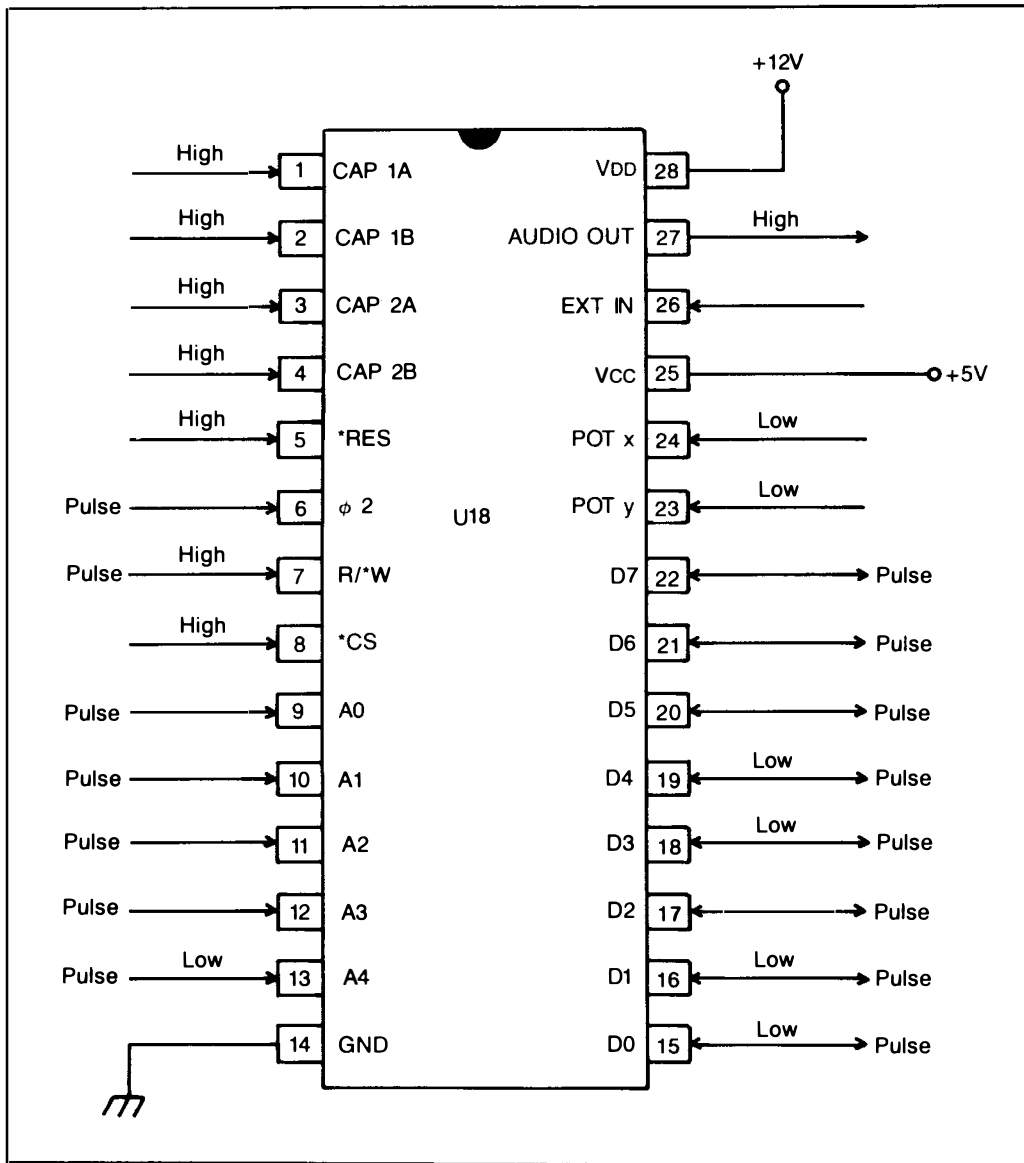 +12V
High 1 CAP 1A VDD 28
High 2 CAP 1B AUDIO OUT 27 High
High 3 CAP 2A EXT IN 26
High 4 CAP 2B VCC 25 +5V
High 5 *RES POT x 24 Low
Pulse 6 φ 2 U18 POT y 23 Low
Pulse High 7 R/*W D7 22 Pulse
High 8 *CS D6 21 Pulse
Pulse 9 A0 D5 20 Pulse
Pulse 10 A1 D4 19 Low Pulse
Pulse 11 A2 D3 18 Low Pulse
Pulse 12 A3 D2 17 Pulse
Pulse Low 13 A4 D1 16 Low Pulse
14 GND D0 15 Low Pulse